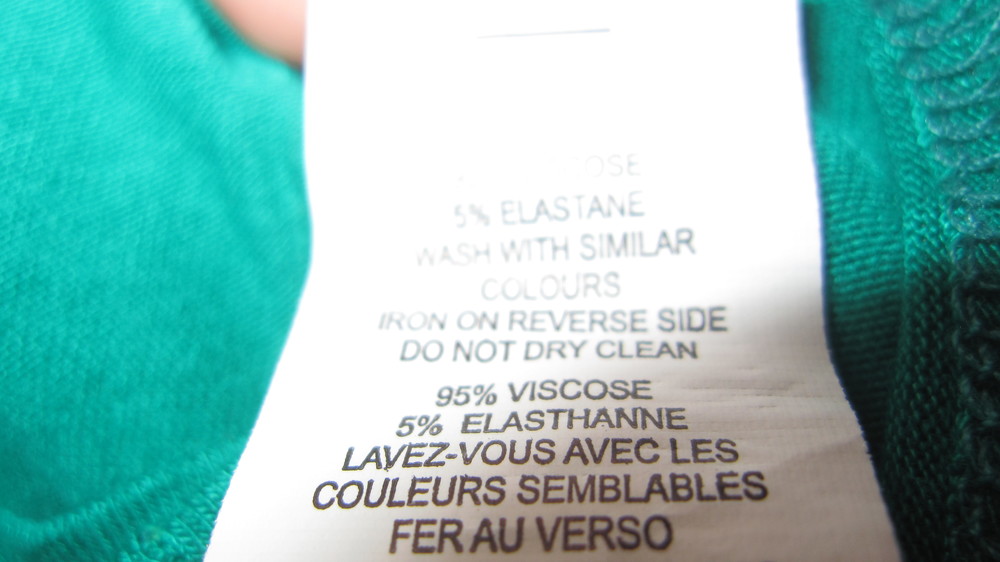 5% ELASTANE
WASH WITH SIMILAR
COLOURS
IRON ON REVERSE SIDE
DO NOT DRY CLEAN
95% VISCOSE
5% ELASTHANNE
LAVEZ-VOUS AVEC LES
COULEURS SEMBLABLES
FER AU VERSO